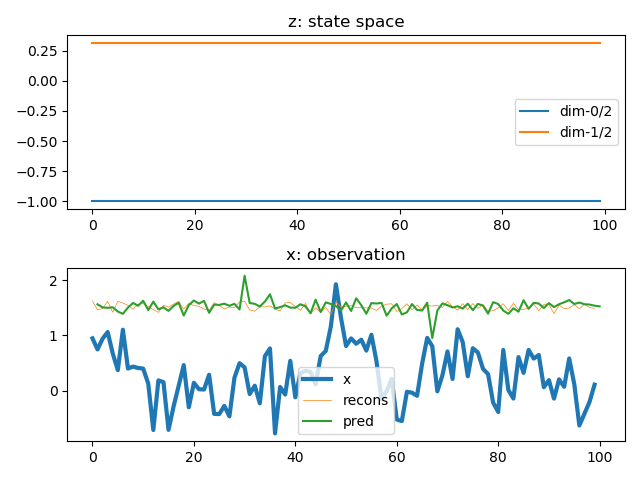 z: state space
0.25
0.00
−0.25
−0.50
−0.75
−1.00
dim-0/2
dim-1/2
0 20 40 60 80 100
x: observation
2
1
0
x
recons
pred
0 20 40 60 80 100